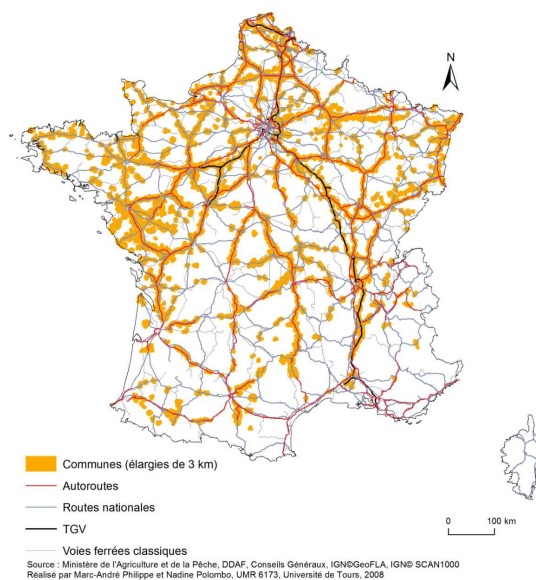 N
Communes (élargies de 3 km)
Autoroutes
Routes nationales
TGV
Voies ferrées classiques
0 100 km
Source : Ministère de l'Agriculture et de la Pêche, DDAF, Conseils Généraux, IGN©GeoFLA, IGN© SCAN1000
Réalisé par Marc-André Philippe et Nadine Polombo, UMR 6173, Université de Tours, 2008